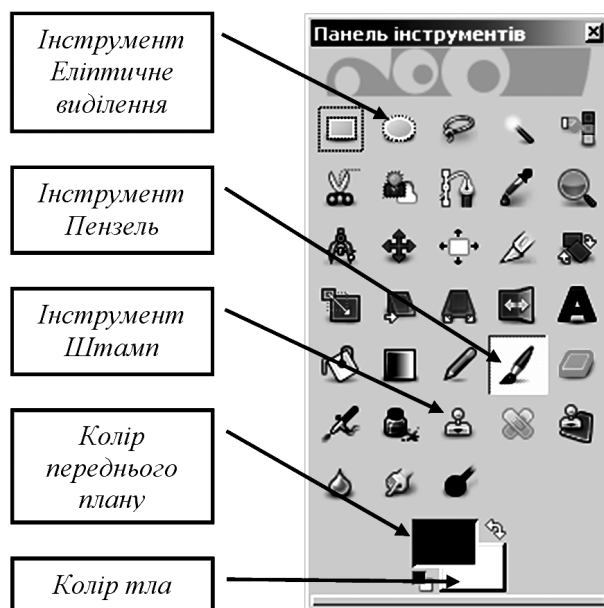 Інструмент
Еліптичне
виділення
Інструмент
Пензель
Інструмент
Штамп
Колір
переднього
плану
Колір тла
Панель інструментів